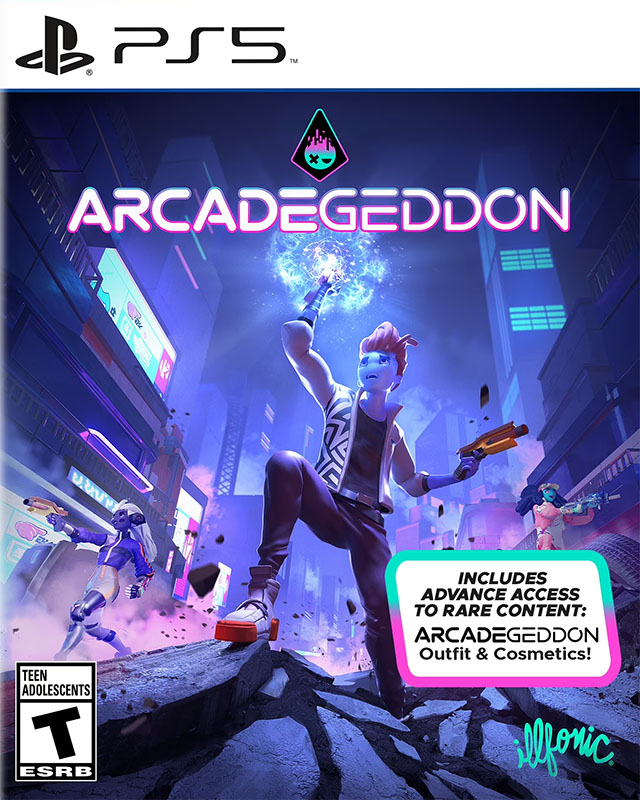 PS5
ARCADEGEDDON
INCLUDES
ADVANCE ACCESS
TO RARE CONTENT:
ARCADEGEDDON
Outfit & Cosmetics!
TEEN
ADOLESCENTS
T
ESRB
illfonic.